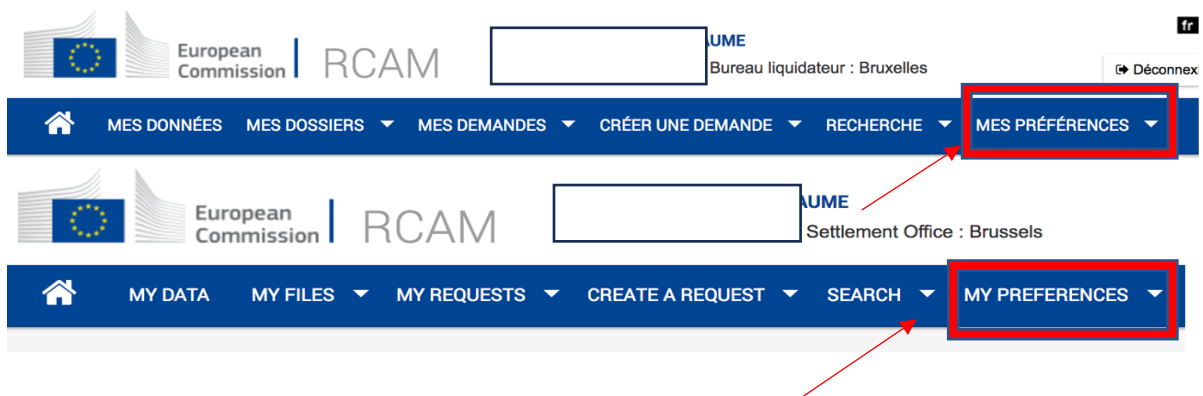 fr
European
Commission
RCAM
AUME
Bureau liquidateur : Bruxelles
Déconnexi
MES DONNÉES MES DOSSIERS MES DEMANDES CRÉER UNE DEMANDE RECHERCHE MES PRÉFÉRENCES
European
Commission
RCAM
AUME
Settlement Office : Brussels
MY DATA MY FILES MY REQUESTS CREATE A REQUEST SEARCH MY PREFERENCES